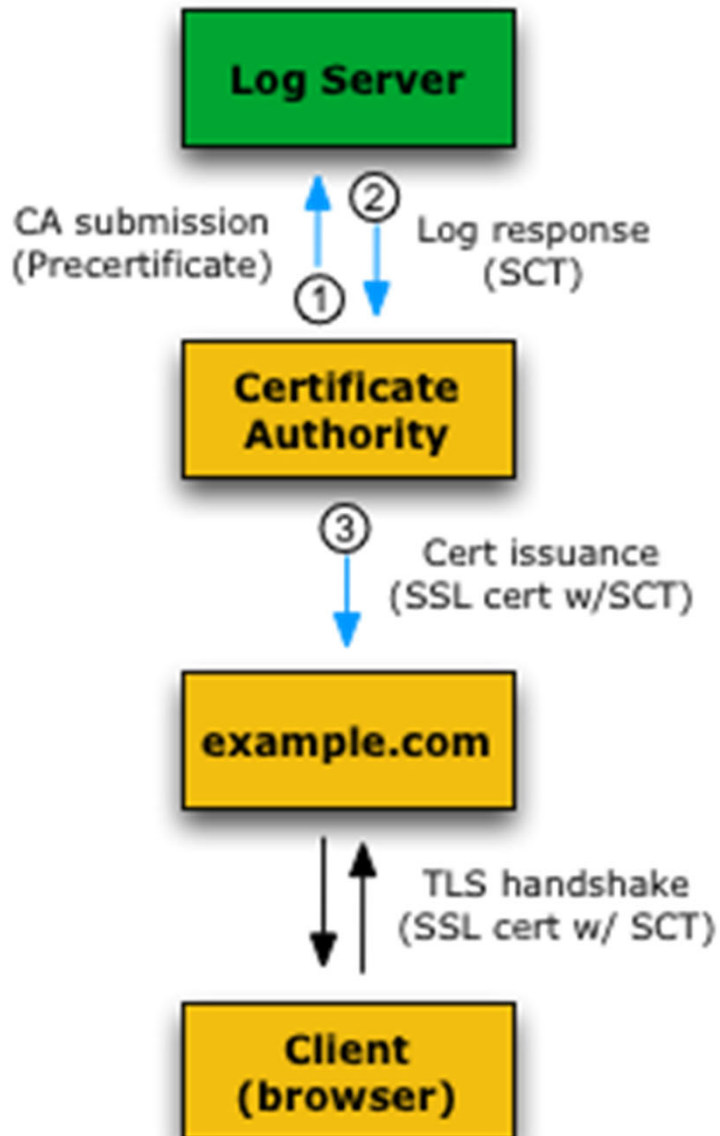 Log Server
CA submission
(Precertificate)
1
2
Log response
(SCT)
Certificate
Authority
3
Cert issuance
(SSL cert w/SCT)
example.com
TLS handshake
(SSL cert w/ SCT)
Client
(browser)